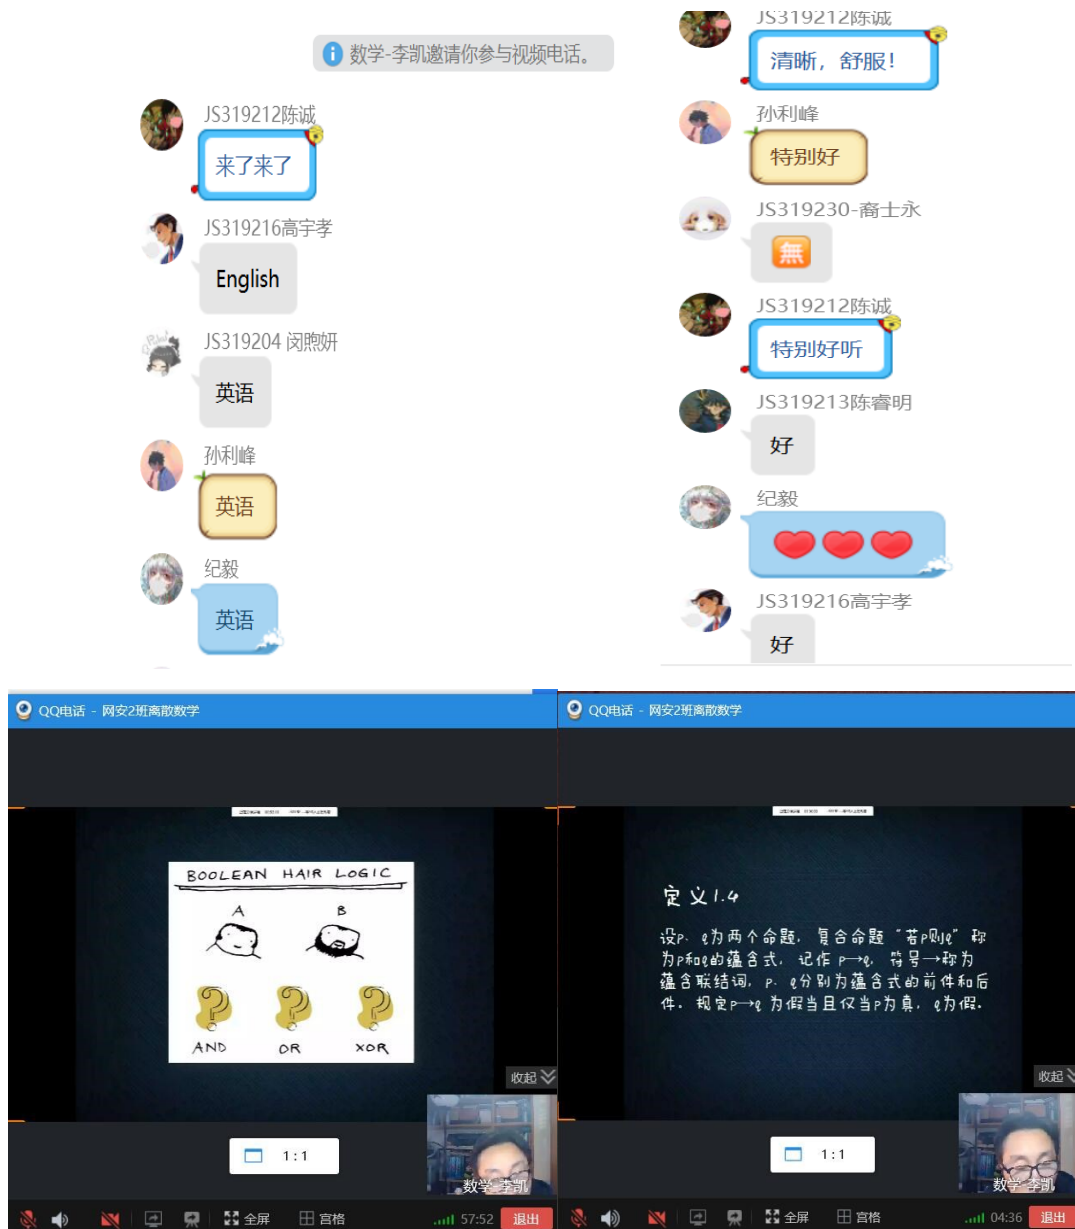 数学-李凯邀请你参与视频电话。
JS319212陈诚
来了来了
JS319216高宇孝
English
JS319204 闵煦妍
英语
孙利峰
英语
纪毅
英语
JS319212陈诚
清晰，舒服！
孙利峰
特别好
JS319230-裔士永
無
JS319212陈诚
特别好听
JS319213陈睿明
好
纪毅
JS319216高宇孝
好
QQ电话 - 网安2班离散数学
BOOLEAN HAIR LOGIC
A B
AND OR XOR
收起
1:1
数学-李凯
全屏 宫格 57:52 退出
QQ电话 - 网安2班离散数学
定义1.4
设p、q为两个命题，复合命题“若p则q”称
为p和q的蕴含式，记作p→q，符号→称为
蕴含联结词，p、q分别为蕴含式的前件和后
件。规定p→q为假当且仅当p为真，q为假。
收起
1:1
数学-李凯
全屏 宫格 04:36 退出